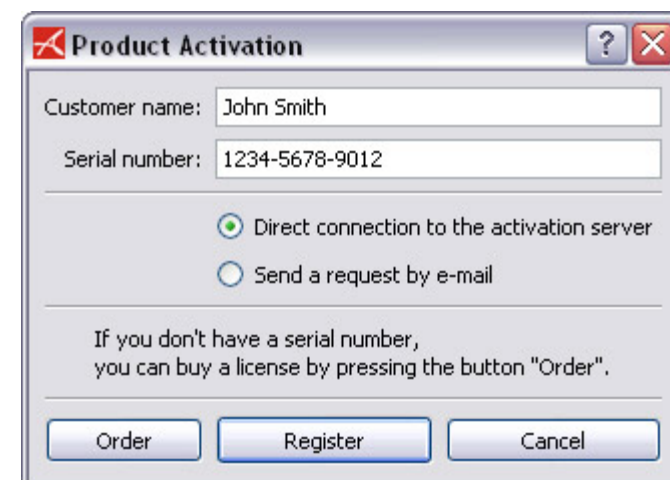 Product Activation
Customer name: John Smith
Serial number: 1234-5678-9012
Direct connection to the activation server
Send a request by e-mail
If you don't have a serial number,
you can buy a license by pressing the button "Order".
Order Register Cancel